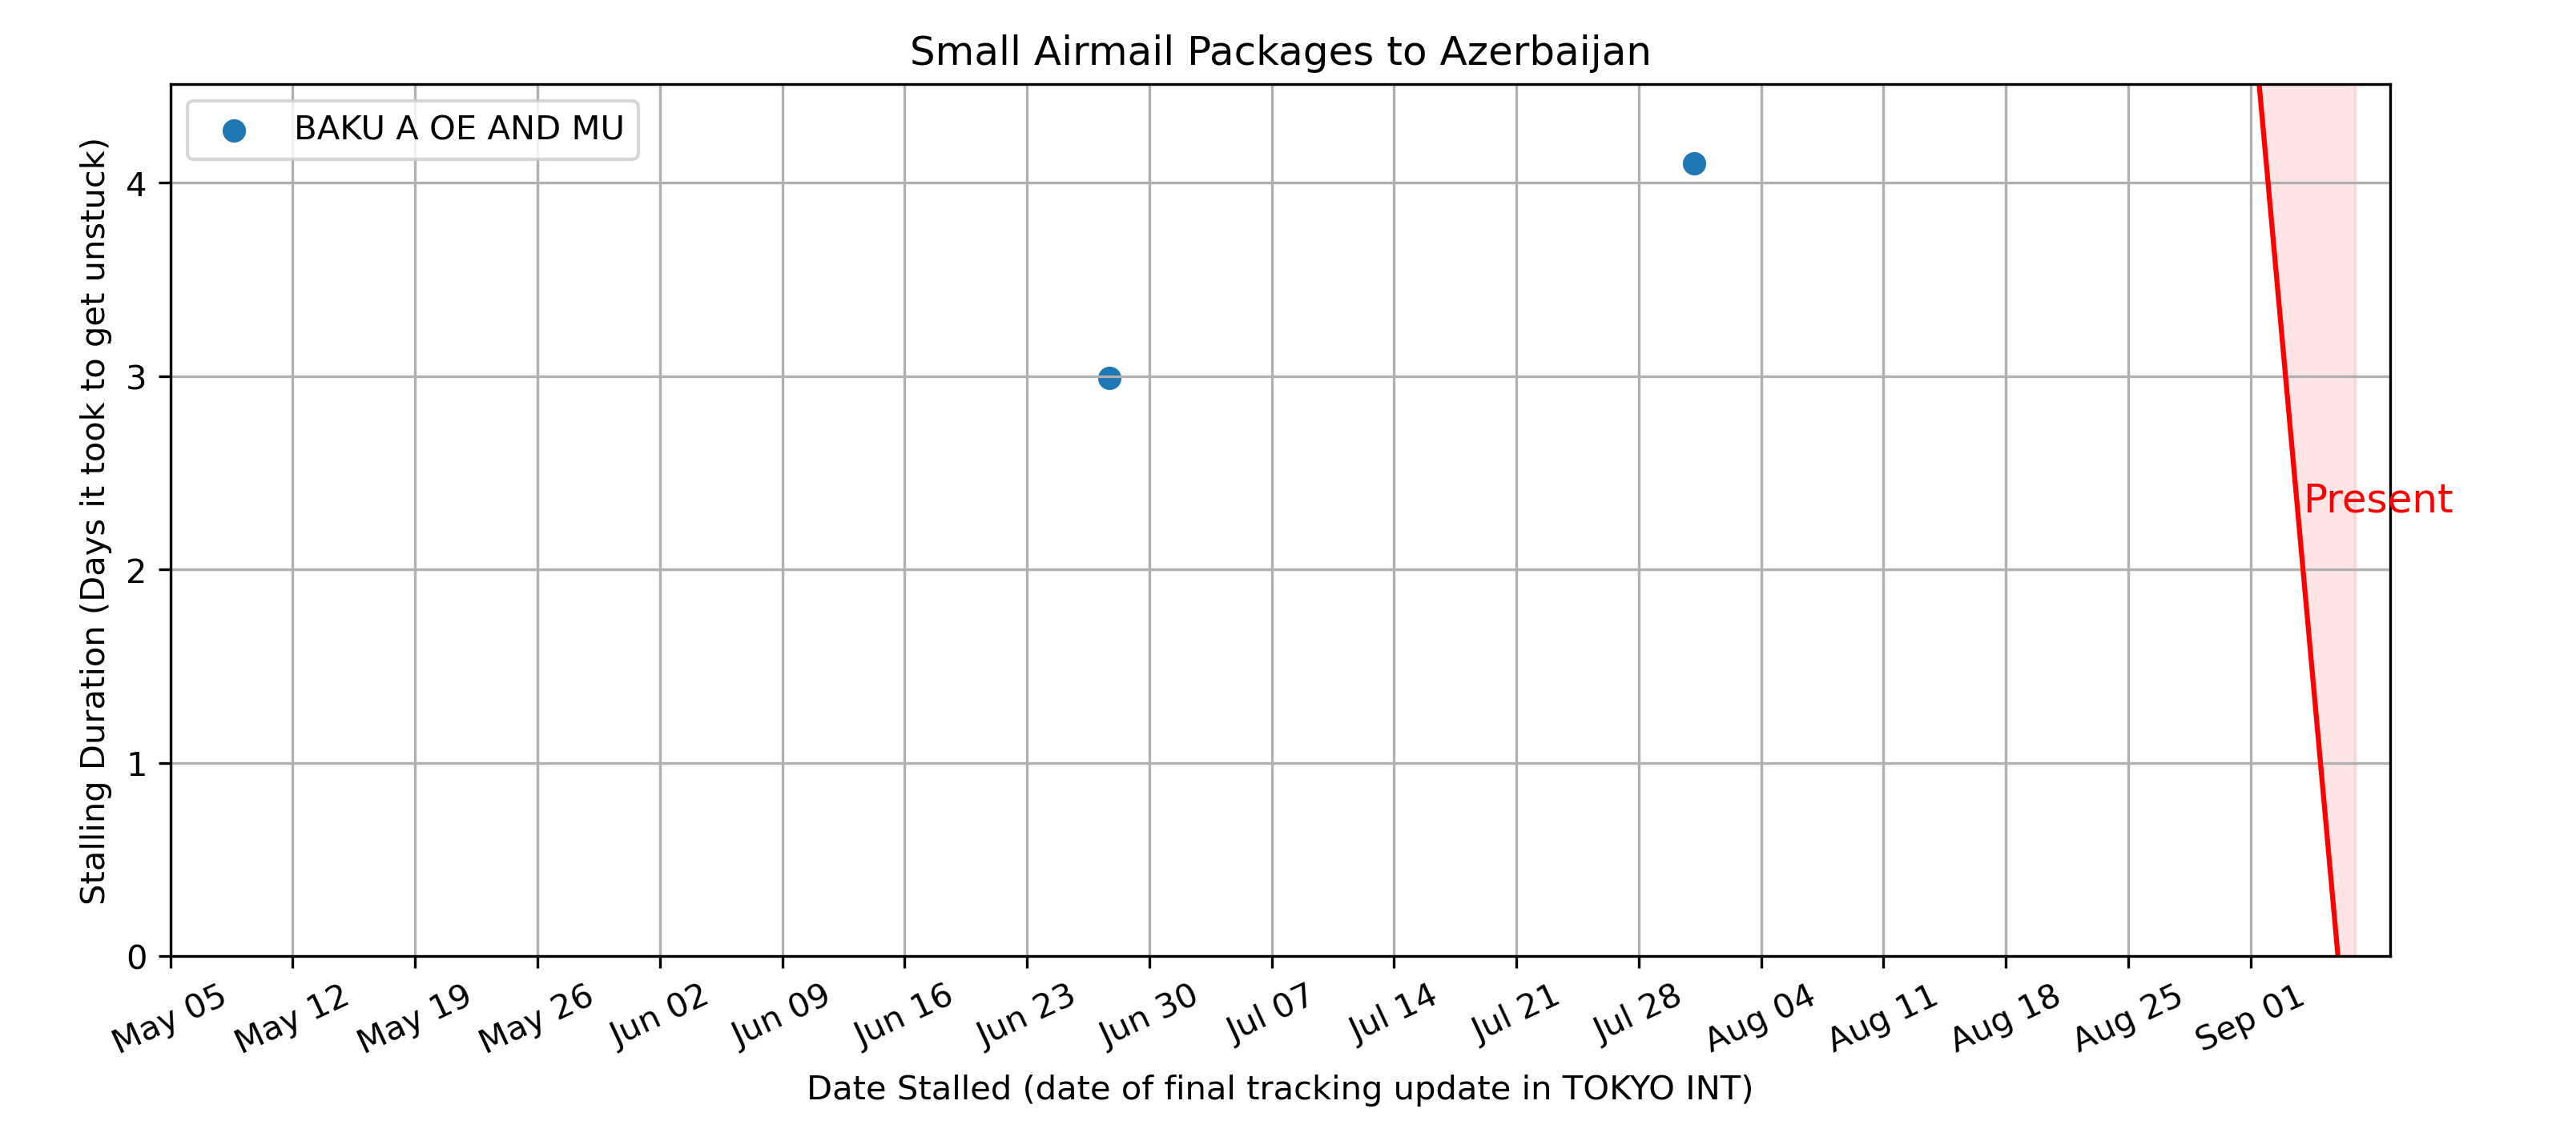 Small Airmail Packages to Azerbaijan
BAKU A OE AND MU
Stalling Duration (Days it took to get unstuck)
4
3
2
1
0
Present
May 05
May 12
May 19
May 26
Jun 02
Jun 09
Jun 16
Jun 23
Jun 30
Jul 07
Jul 14
Jul 21
Jul 28
Aug 04
Aug 11
Aug 18
Aug 25
Sep 01
Date Stalled (date of final tracking update in TOKYO INT)